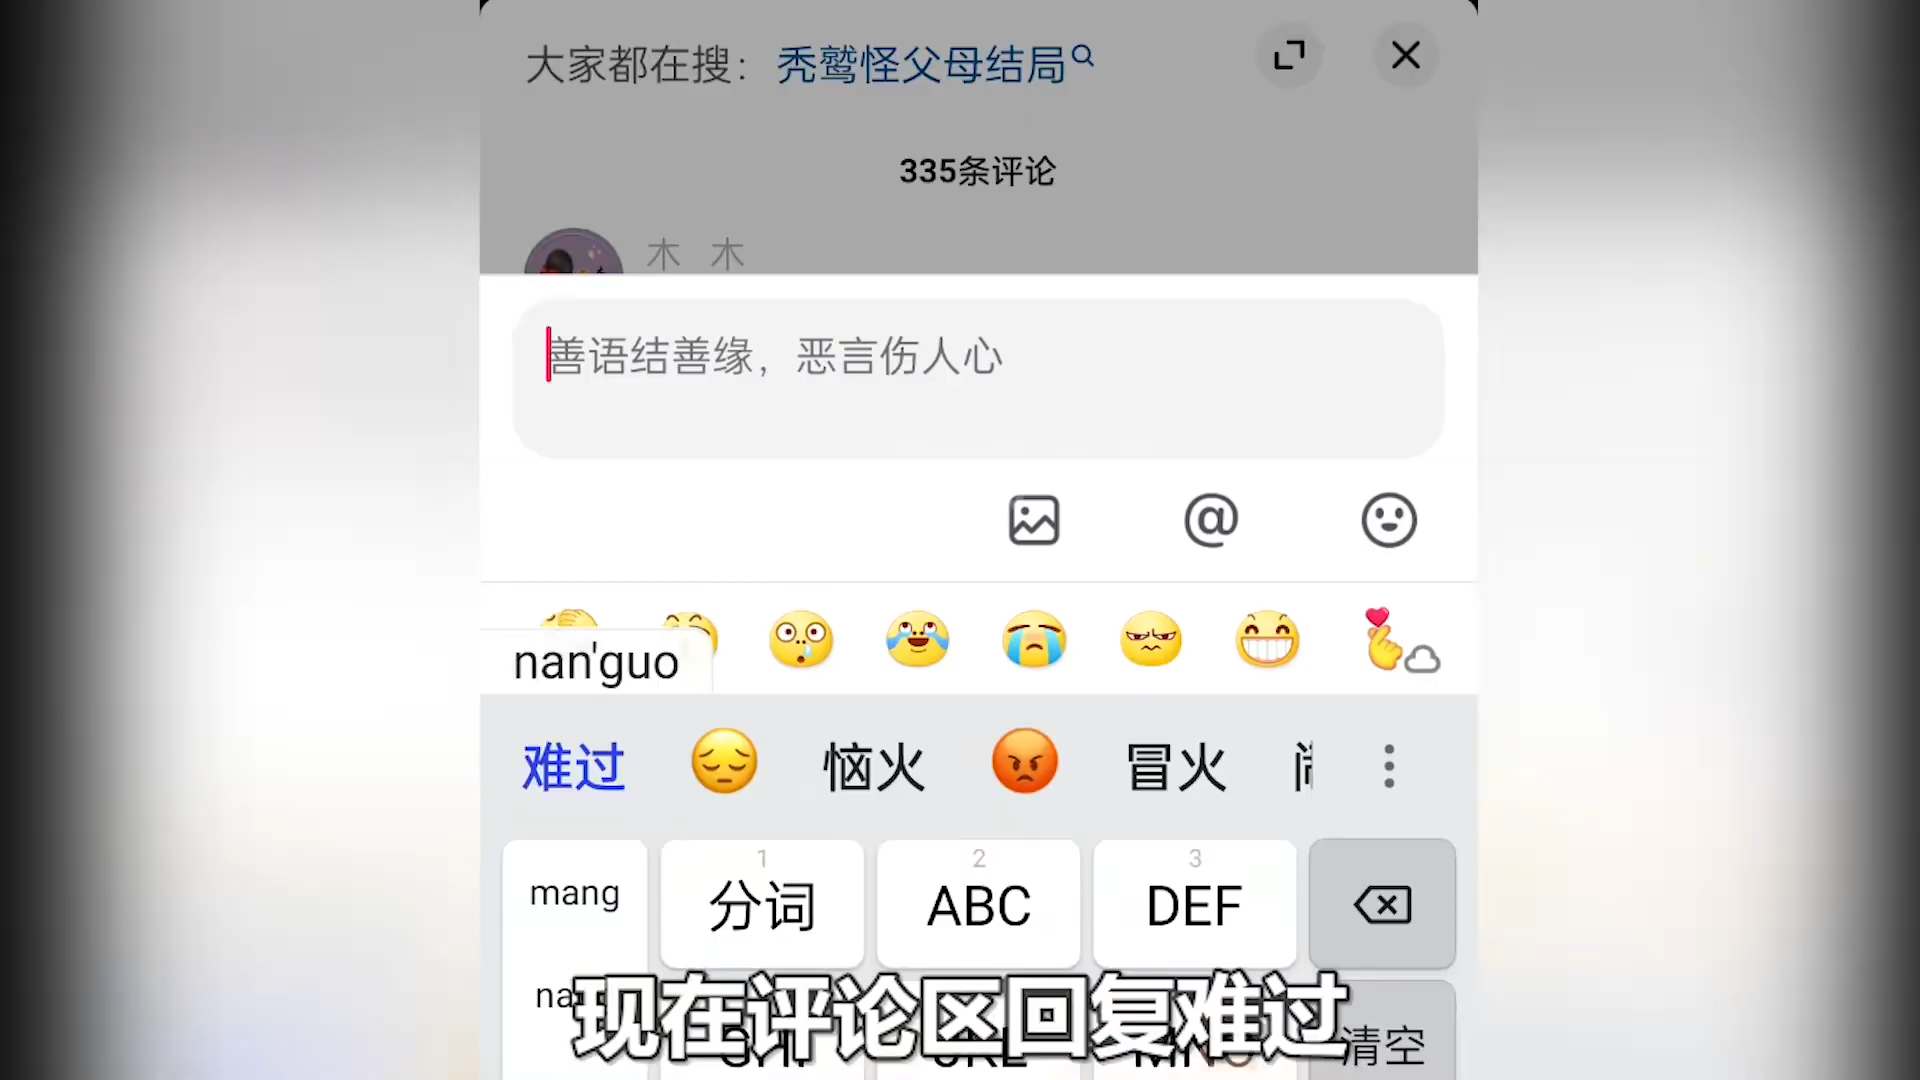 大家都在搜： 秃鹫怪父母结局
335条评论
木 木
善语结善缘，恶言伤人心
@
nan'guo
难过 恼火 冒火
mang
1
分词
2
ABC
3
DEF
现在评论区回复难过
清空